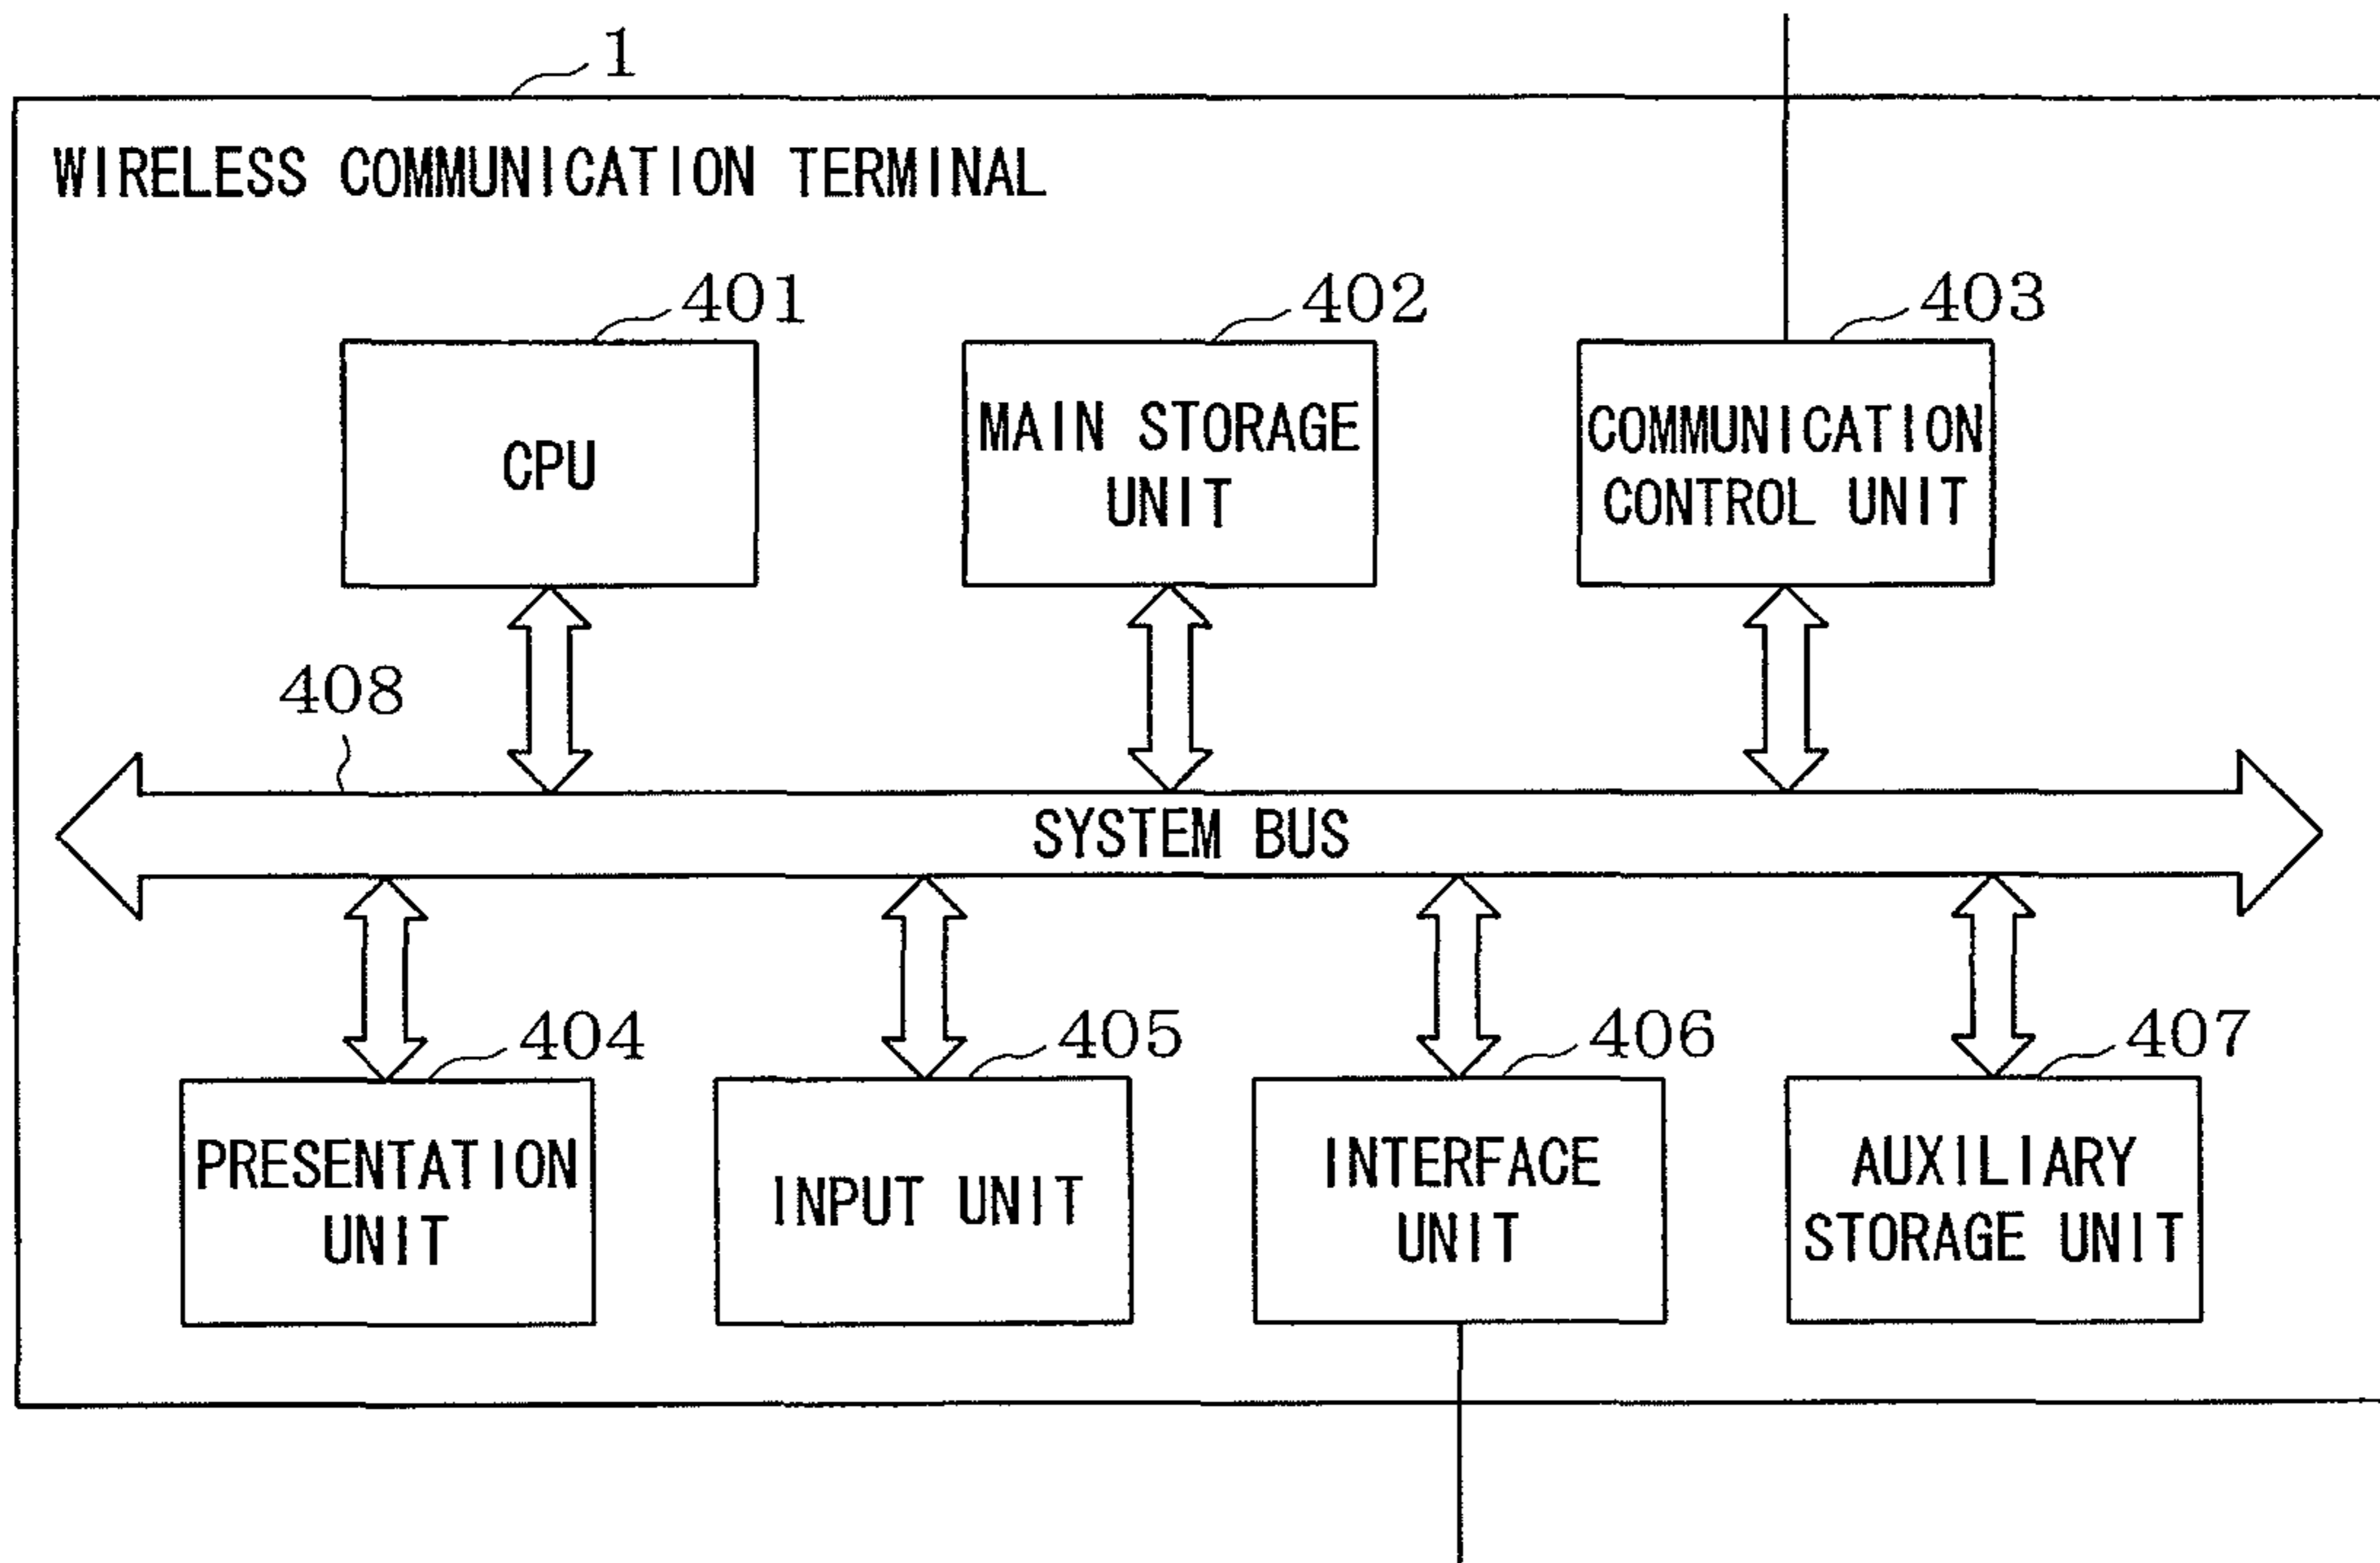 1
WIRELESS COMMUNICATION TERMINAL
401
402
403
CPU
MAIN STORAGE
UNIT
COMMUNICATION
CONTROL UNIT
408
SYSTEM BUS
404
405
406
407
PRESENTATION
UNIT
INPUT UNIT
INTERFACE
UNIT
AUXILIARY
STORAGE UNIT